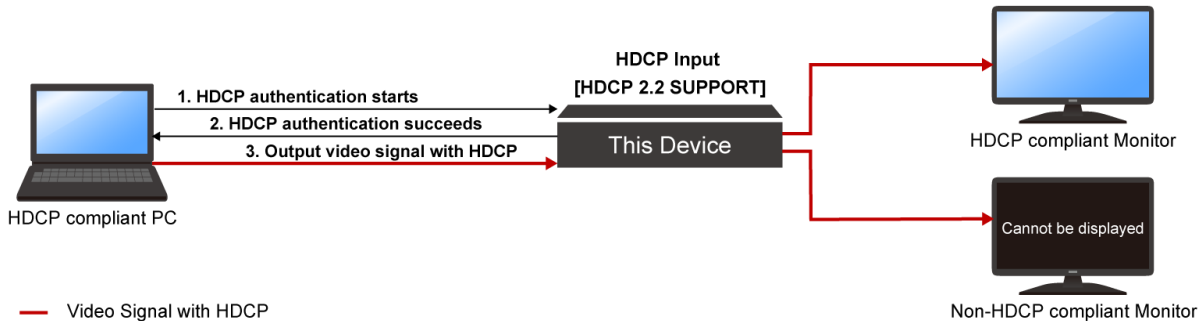 HDCP Input
[HDCP 2.2 SUPPORT]
1. HDCP authentication starts
2. HDCP authentication succeeds
3. Output video signal with HDCP
This Device
HDCP compliant PC
HDCP compliant Monitor
Cannot be displayed
Non-HDCP compliant Monitor
Video Signal with HDCP